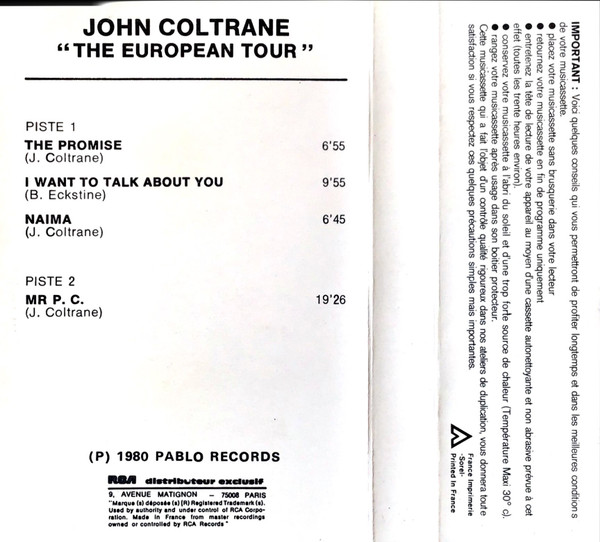 JOHN COLTRANE
“THE EUROPEAN TOUR”
PISTE 1
THE PROMISE 6'55
(J. Coltrane)
I WANT TO TALK ABOUT YOU 9'55
(B. Eckstine)
NAIMA 6'45
(J. Coltrane)
PISTE 2
MR P. C. 19'26
(J. Coltrane)
(P) 1980 PABLO RECORDS
RCA distributeur exclusif
9, AVENUE MATIGNON – 75008 PARIS
"Marque (s) déposée (s) (R) Registered Trademark (s).
Used by authority and under control of RCA Corpo-
ration. Made in France from master recordings
owned or controlled by RCA Records"
IMPORTANT : Voici quelques conseils qui vous permettront de profiter longtemps et dans les meilleures conditions
de votre musicassette.
● placez votre musicassette sans brusquerie dans votre lecteur
● retournez votre musicassette en fin de programme uniquement
● entretenez la tête de lecture de votre appareil au moyen d'une cassette autonettoyante et non abrasive prévue à cet
effet (toutes les trente heures environ).
● conservez votre musicassette à l'abri du soleil et d'une trop forte source de chaleur (Température Maxi 30° c).
● rangez votre musicassette après usage dans son boitier protecteur.
Cette musicassette qui a fait l'objet d'un contrôle qualité rigoureux dans nos ateliers de duplication, vous donnera toute
satisfaction si vous respectez ces quelques précautions simples mais importantes.
France Imprimerie
-Sorel-
Printed in France